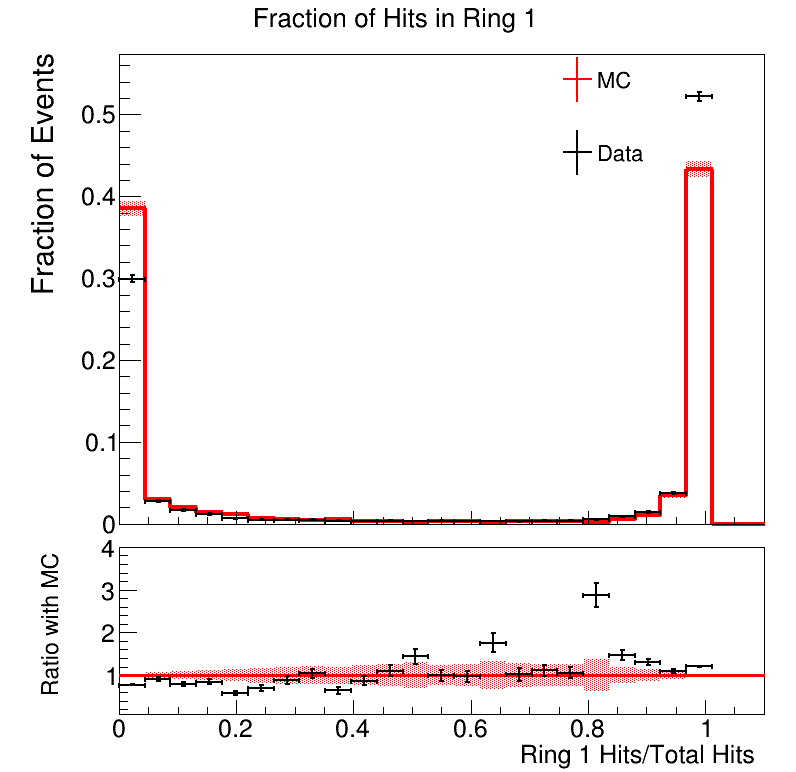 Fraction of Hits in Ring 1
Fraction of Events
MC
Data
0.5
0.4
0.3
0.2
0.1
0
Ratio with MC
4
3
2
1
0 0.2 0.4 0.6 0.8 1
Ring 1 Hits/Total Hits